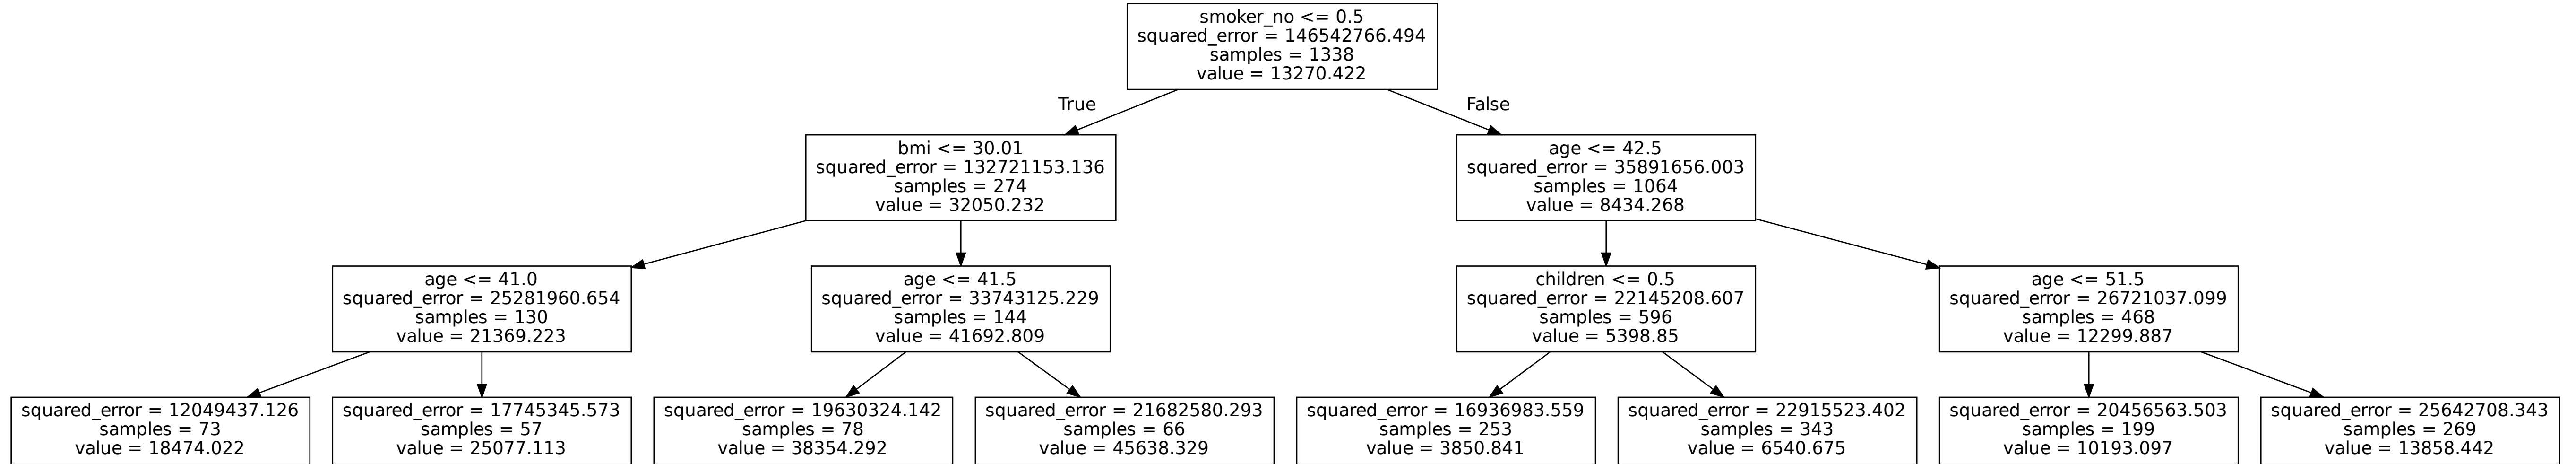 smoker_no <= 0.5
squared_error = 146542766.494
samples = 1338
value = 13270.422
True
False
bmi <= 30.01
squared_error = 132721153.136
samples = 274
value = 32050.232
age <= 42.5
squared_error = 35891656.003
samples = 1064
value = 8434.268
age <= 41.0
squared_error = 25281960.654
samples = 130
value = 21369.223
age <= 41.5
squared_error = 33743125.229
samples = 144
value = 41692.809
children <= 0.5
squared_error = 22145208.607
samples = 596
value = 5398.85
age <= 51.5
squared_error = 26721037.099
samples = 468
value = 12299.887
squared_error = 12049437.126
samples = 73
value = 18474.022
squared_error = 17745345.573
samples = 57
value = 25077.113
squared_error = 19630324.142
samples = 78
value = 38354.292
squared_error = 21682580.293
samples = 66
value = 45638.329
squared_error = 16936983.559
samples = 253
value = 3850.841
squared_error = 22915523.402
samples = 343
value = 6540.675
squared_error = 20456563.503
samples = 199
value = 10193.097
squared_error = 25642708.343
samples = 269
value = 13858.442